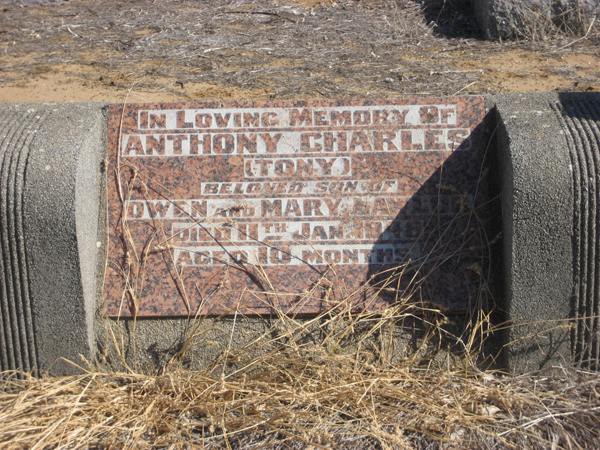 In Loving Memory Of
ANTHONY CHARLES
(TONY)
BELOVED SON OF
OWEN AND MARY
DIED 11TH JAN.
AGED 10 MONTHS